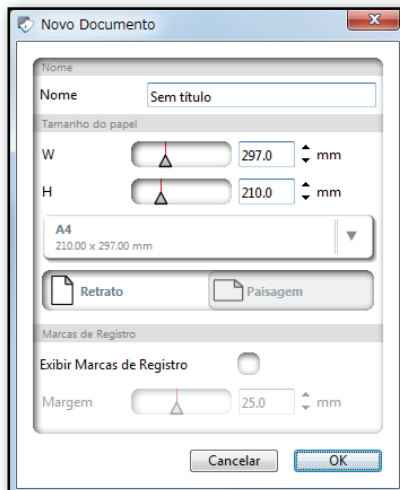 Novo Documento
Nome
Nome Sem título
Tamanho do papel
W 297.0 mm
H 210.0 mm
A4
210.00 x 297.00 mm
Retrato Paisagem
Marcas de Registro
Exibir Marcas de Registro
Margem 25.0 mm
Cancelar OK